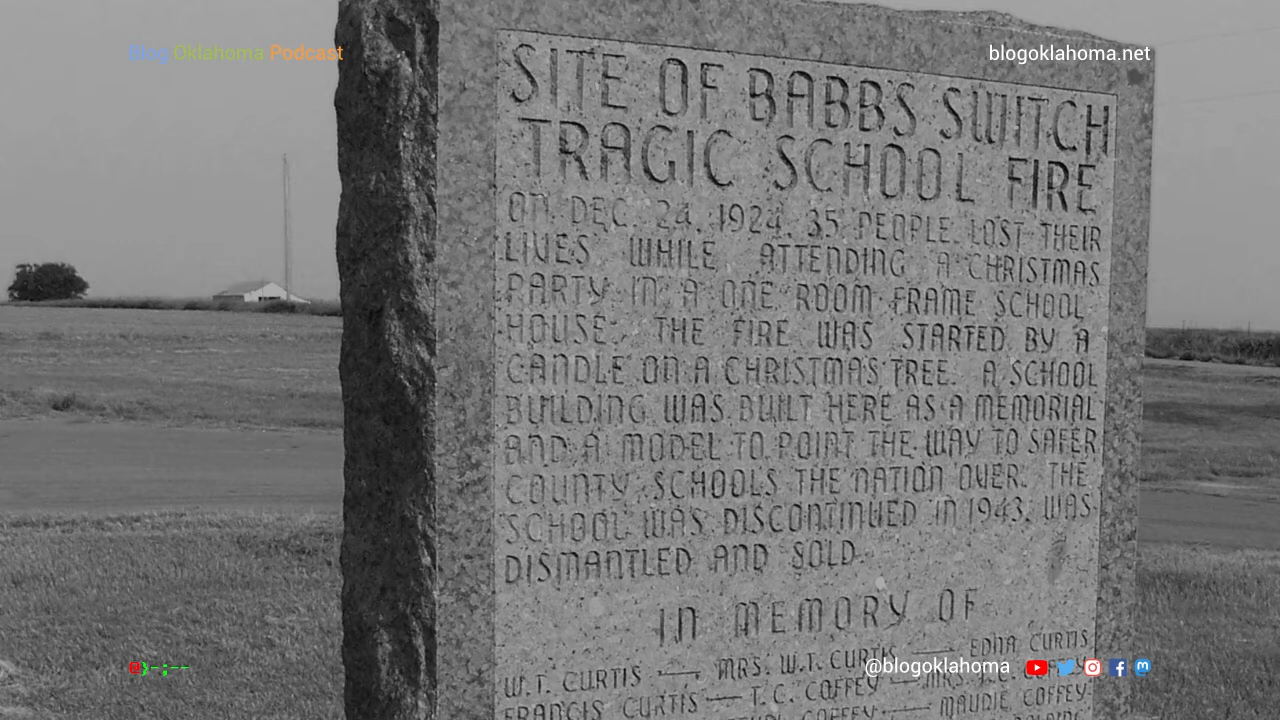 Blog Oklahoma Podcast
blogoklahoma.net
SITE OF BABB'S SWITCH
TRAGIC SCHOOL FIRE
ON DEC. 24, 1924, 35 PEOPLE LOST THEIR
LIVES WHILE ATTENDING A CHRISTMAS
PARTY IN A ONE ROOM FRAME SCHOOL
HOUSE. THE FIRE WAS STARTED BY A
CANDLE ON A CHRISTMAS TREE. A SCHOOL
BUILDING WAS BUILT HERE AS A MEMORIAL
AND A MODEL TO POINT THE WAY TO SAFER
COUNTY SCHOOLS THE NATION OVER. THE
SCHOOL WAS DISCONTINUED IN 1943, WAS
DISMANTLED AND SOLD.
IN MEMORY OF
W.T. CURTIS — MRS. W.T. CURTIS — EDNA CURTIS
FRANCIS CURTIS — T.C. COFFEY — MRS. T.C. COFFEY
COFFEY — MAUDIE COFFEY
@}-;--
@blogoklahoma